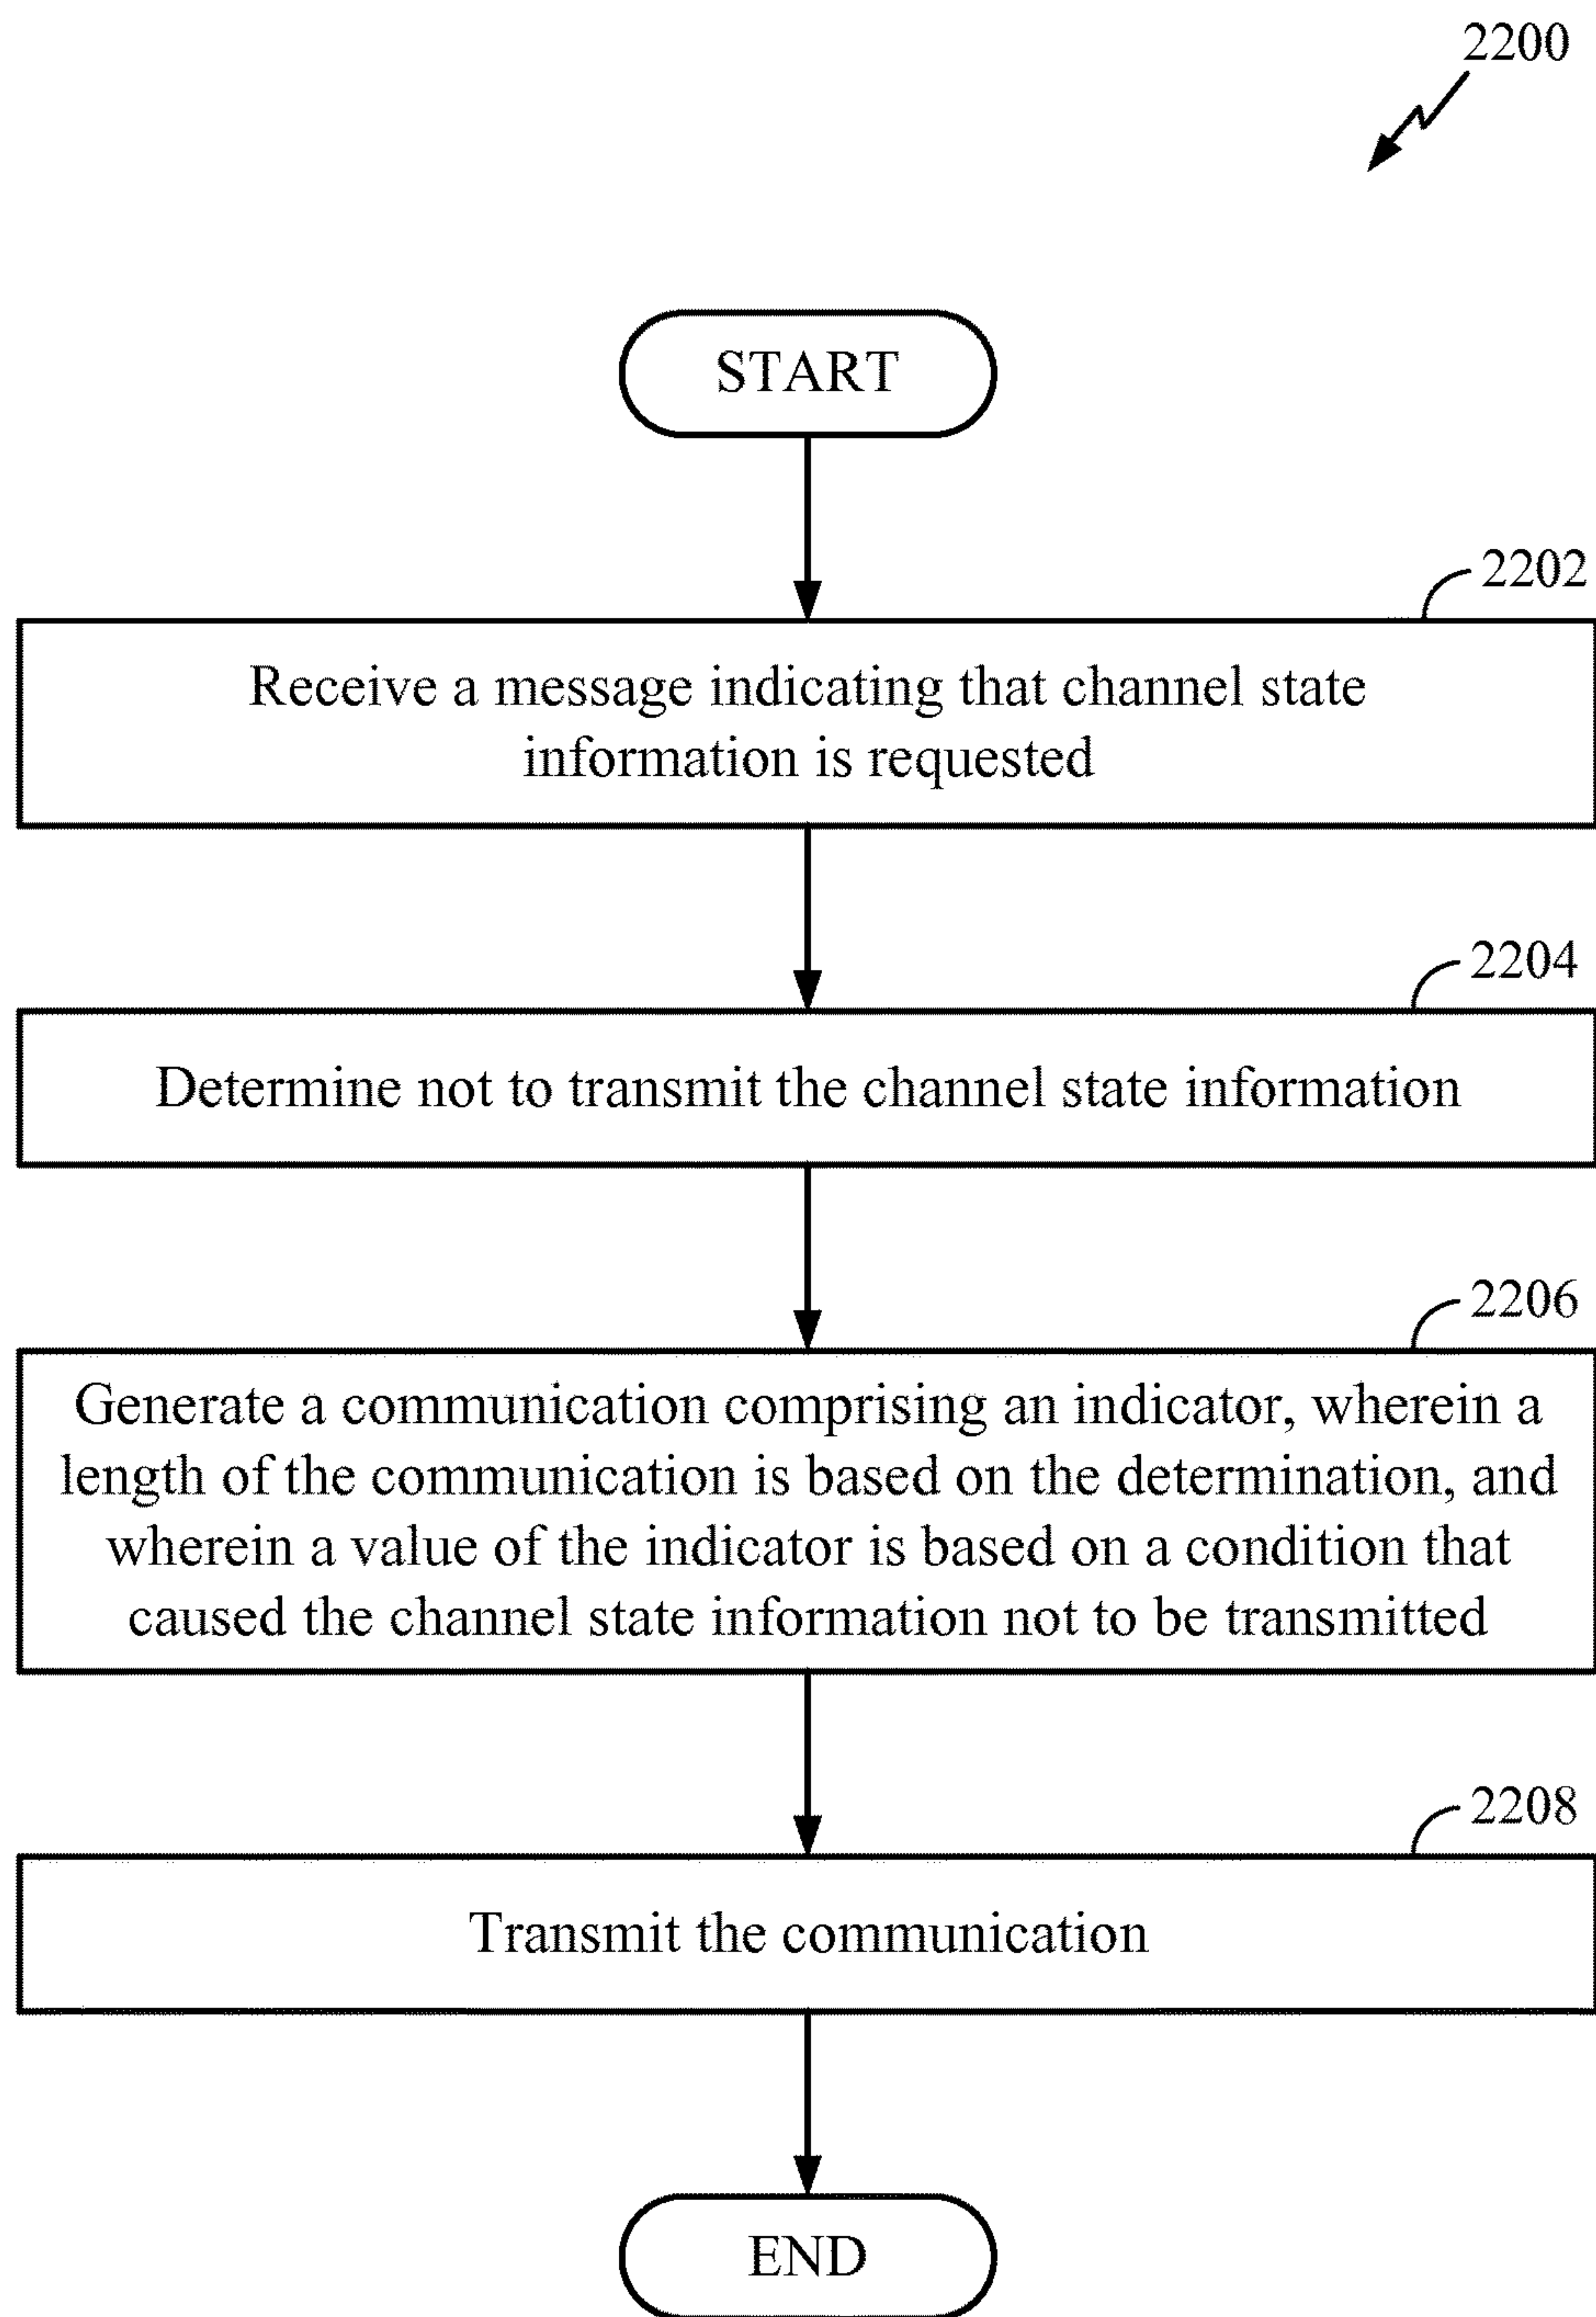 2200
START
2202
Receive a message indicating that channel state
information is requested
2204
Determine not to transmit the channel state information
2206
Generate a communication comprising an indicator, wherein a
length of the communication is based on the determination, and
wherein a value of the indicator is based on a condition that
caused the channel state information not to be transmitted
2208
Transmit the communication
END